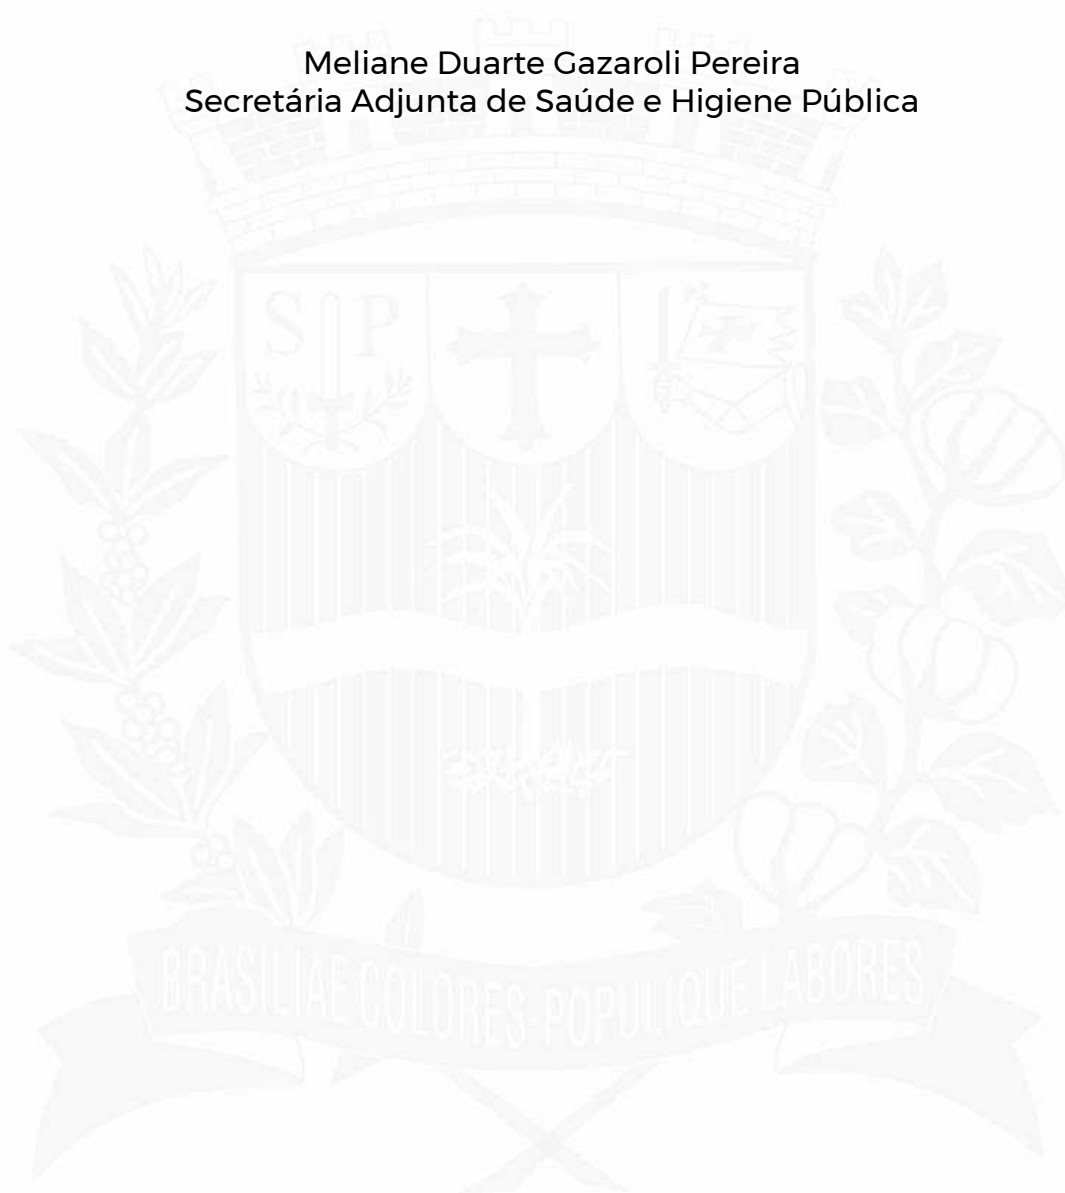 Meliane Duarte Gazaroli Pereira
Secretária Adjunta de Saúde e Higiene Pública
S P
BRASILIAE COLORES POPULIQUE LABORES